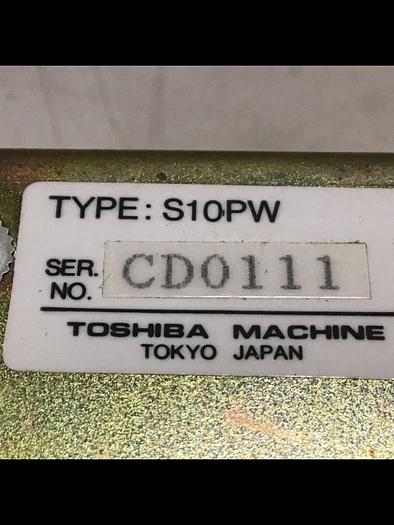 TYPE: S10PW
SER. NO. CD0111
TOSHIBA MACHINE
TOKYO JAPAN